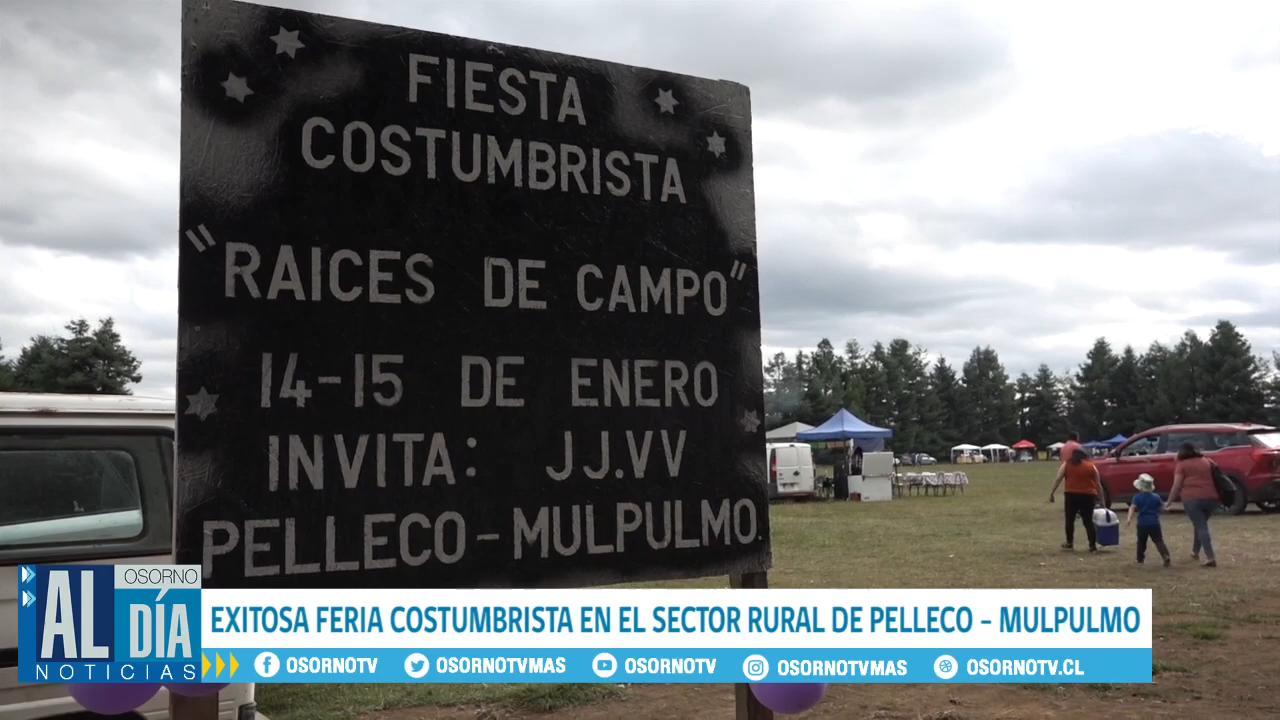 FIESTA
COSTUMBRISTA
"RAICES DE CAMPO"
14-15 DE ENERO
INVITA: JJ.VV
PELLECO-MULPULMO.
OSORNO
AL DÍA
NOTICIAS
EXITOSA FERIA COSTUMBRISTA EN EL SECTOR RURAL DE PELLECO - MULPULMO
OSORNOTV OSORNOTVMAS OSORNOTV OSORNOTVMAS OSORNOTV.CL